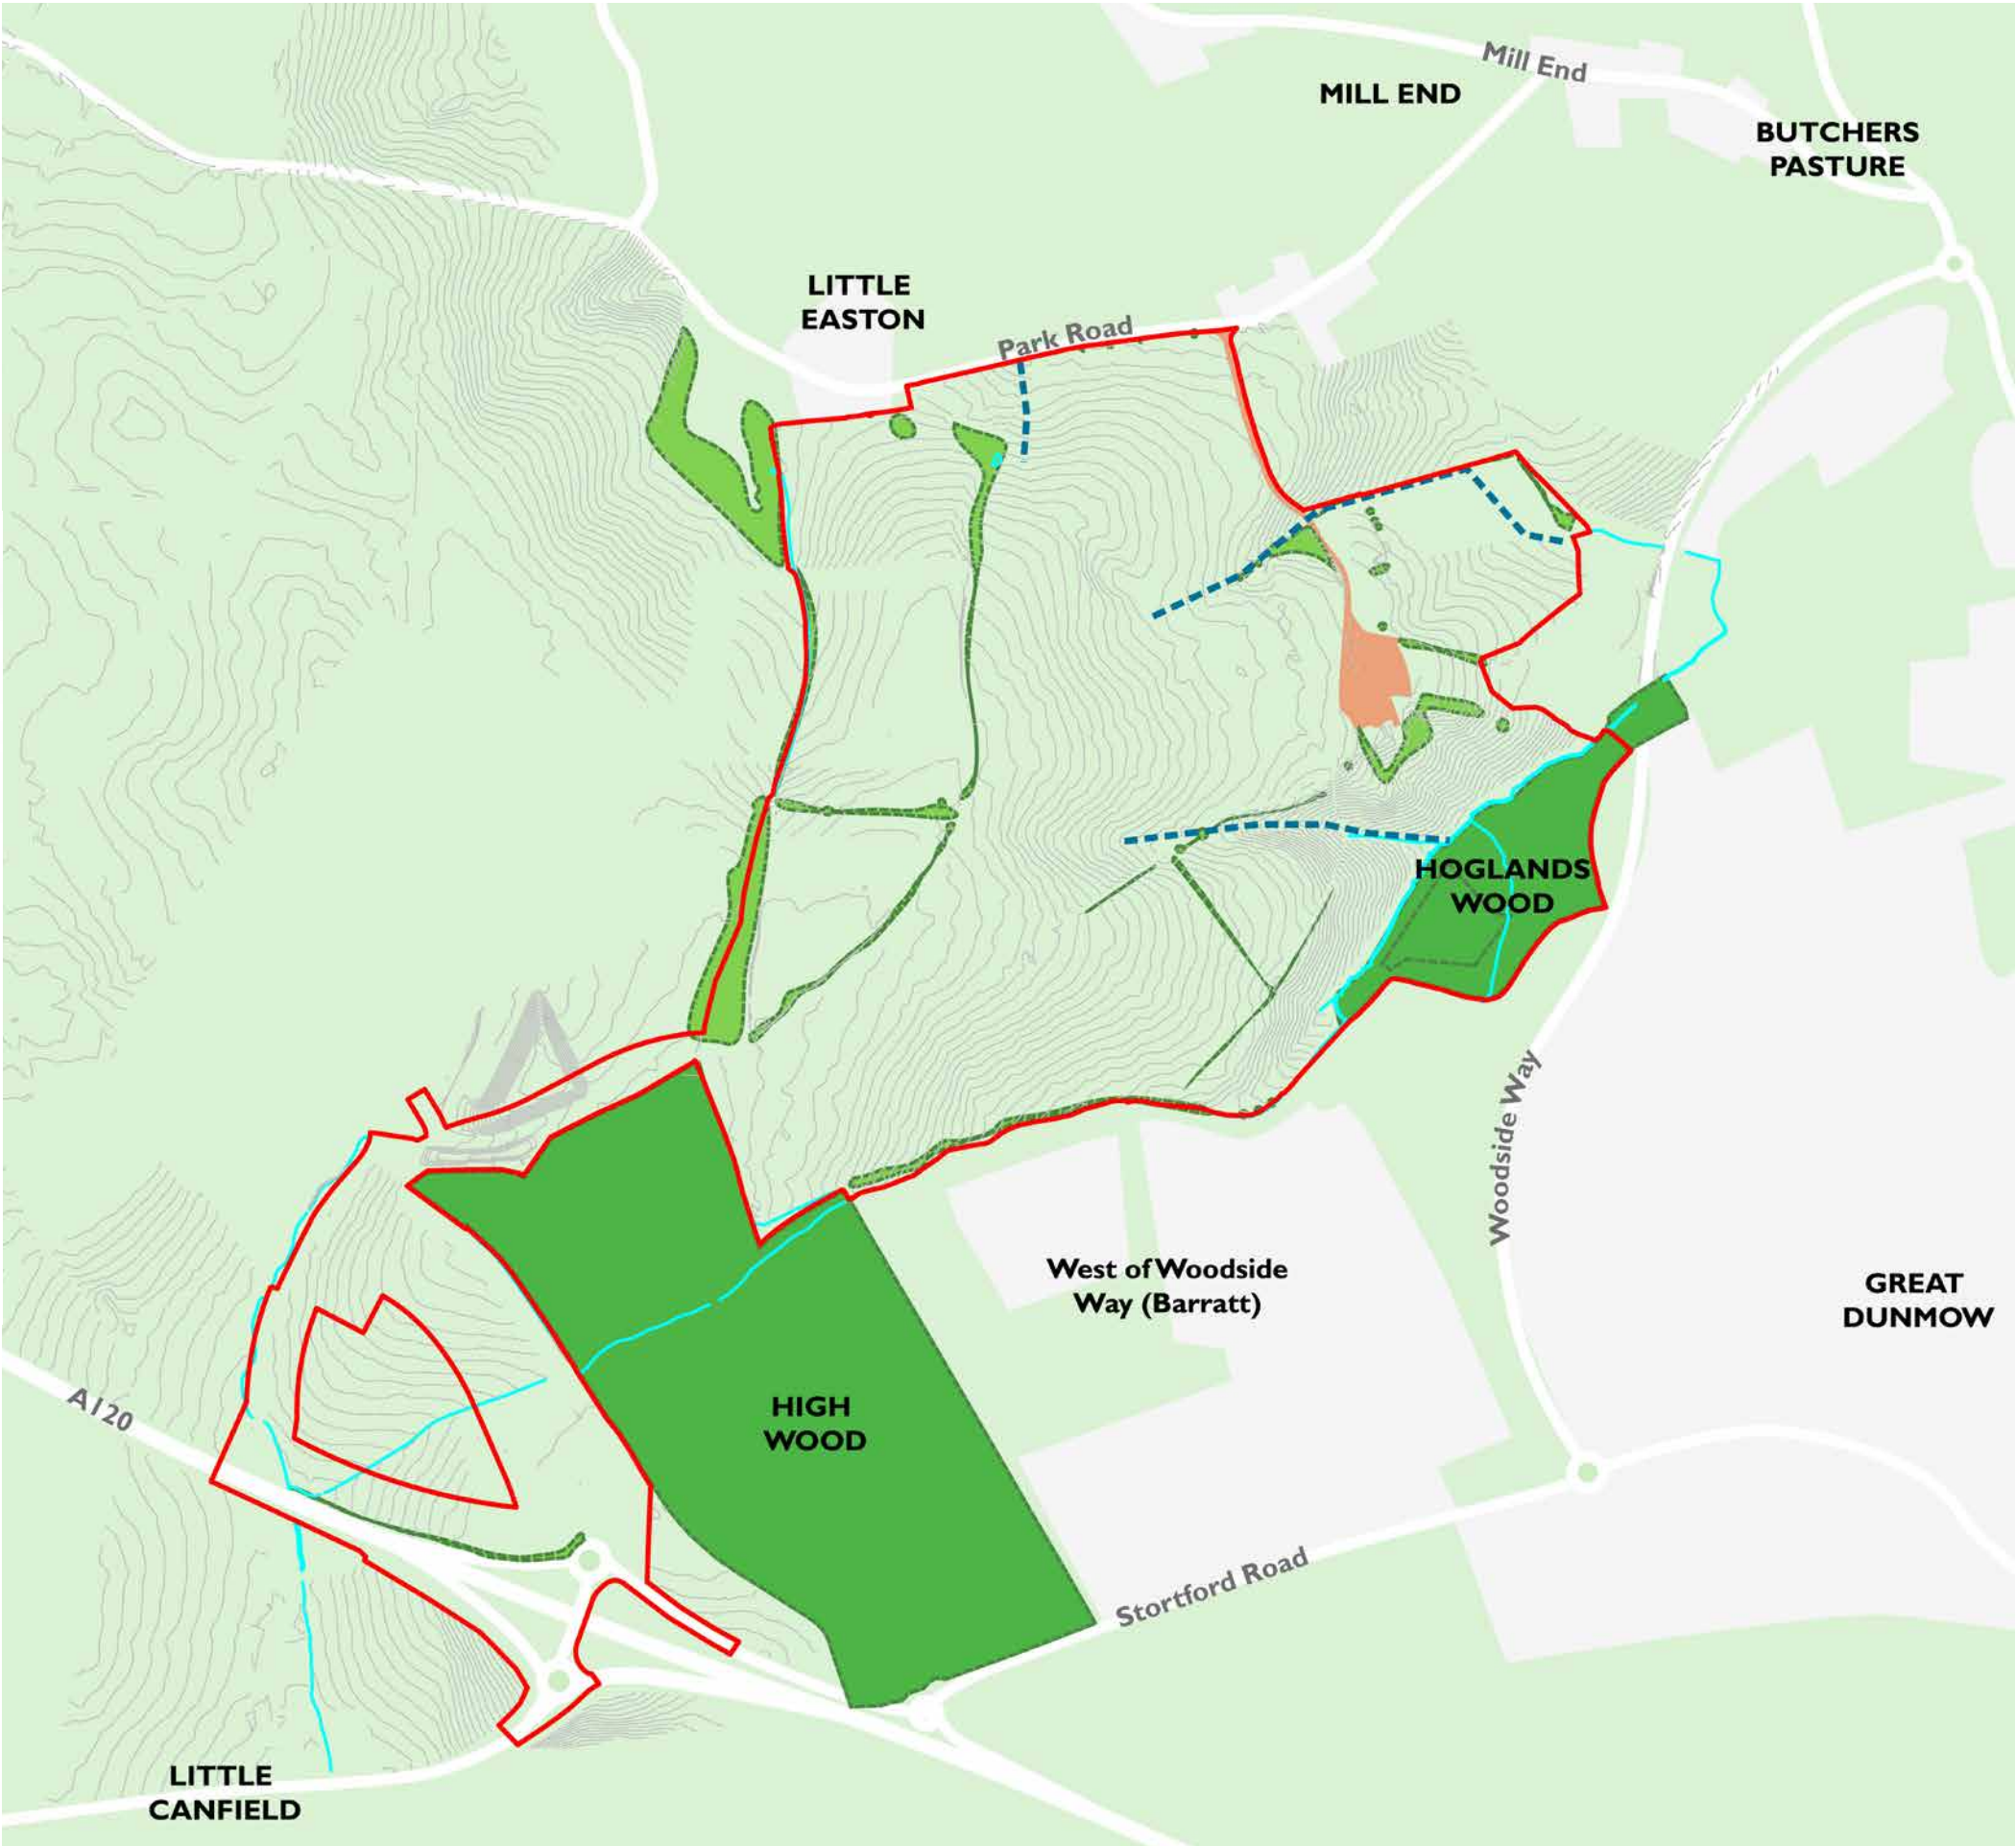 Mill End
MILL END
BUTCHERS
PASTURE
LITTLE
EASTON
Park Road
HOGLANDS
WOOD
Woodside Way
West of Woodside
Way (Barratt)
GREAT
DUNMOW
A120
HIGH
WOOD
Stortford Road
LITTLE
CANFIELD